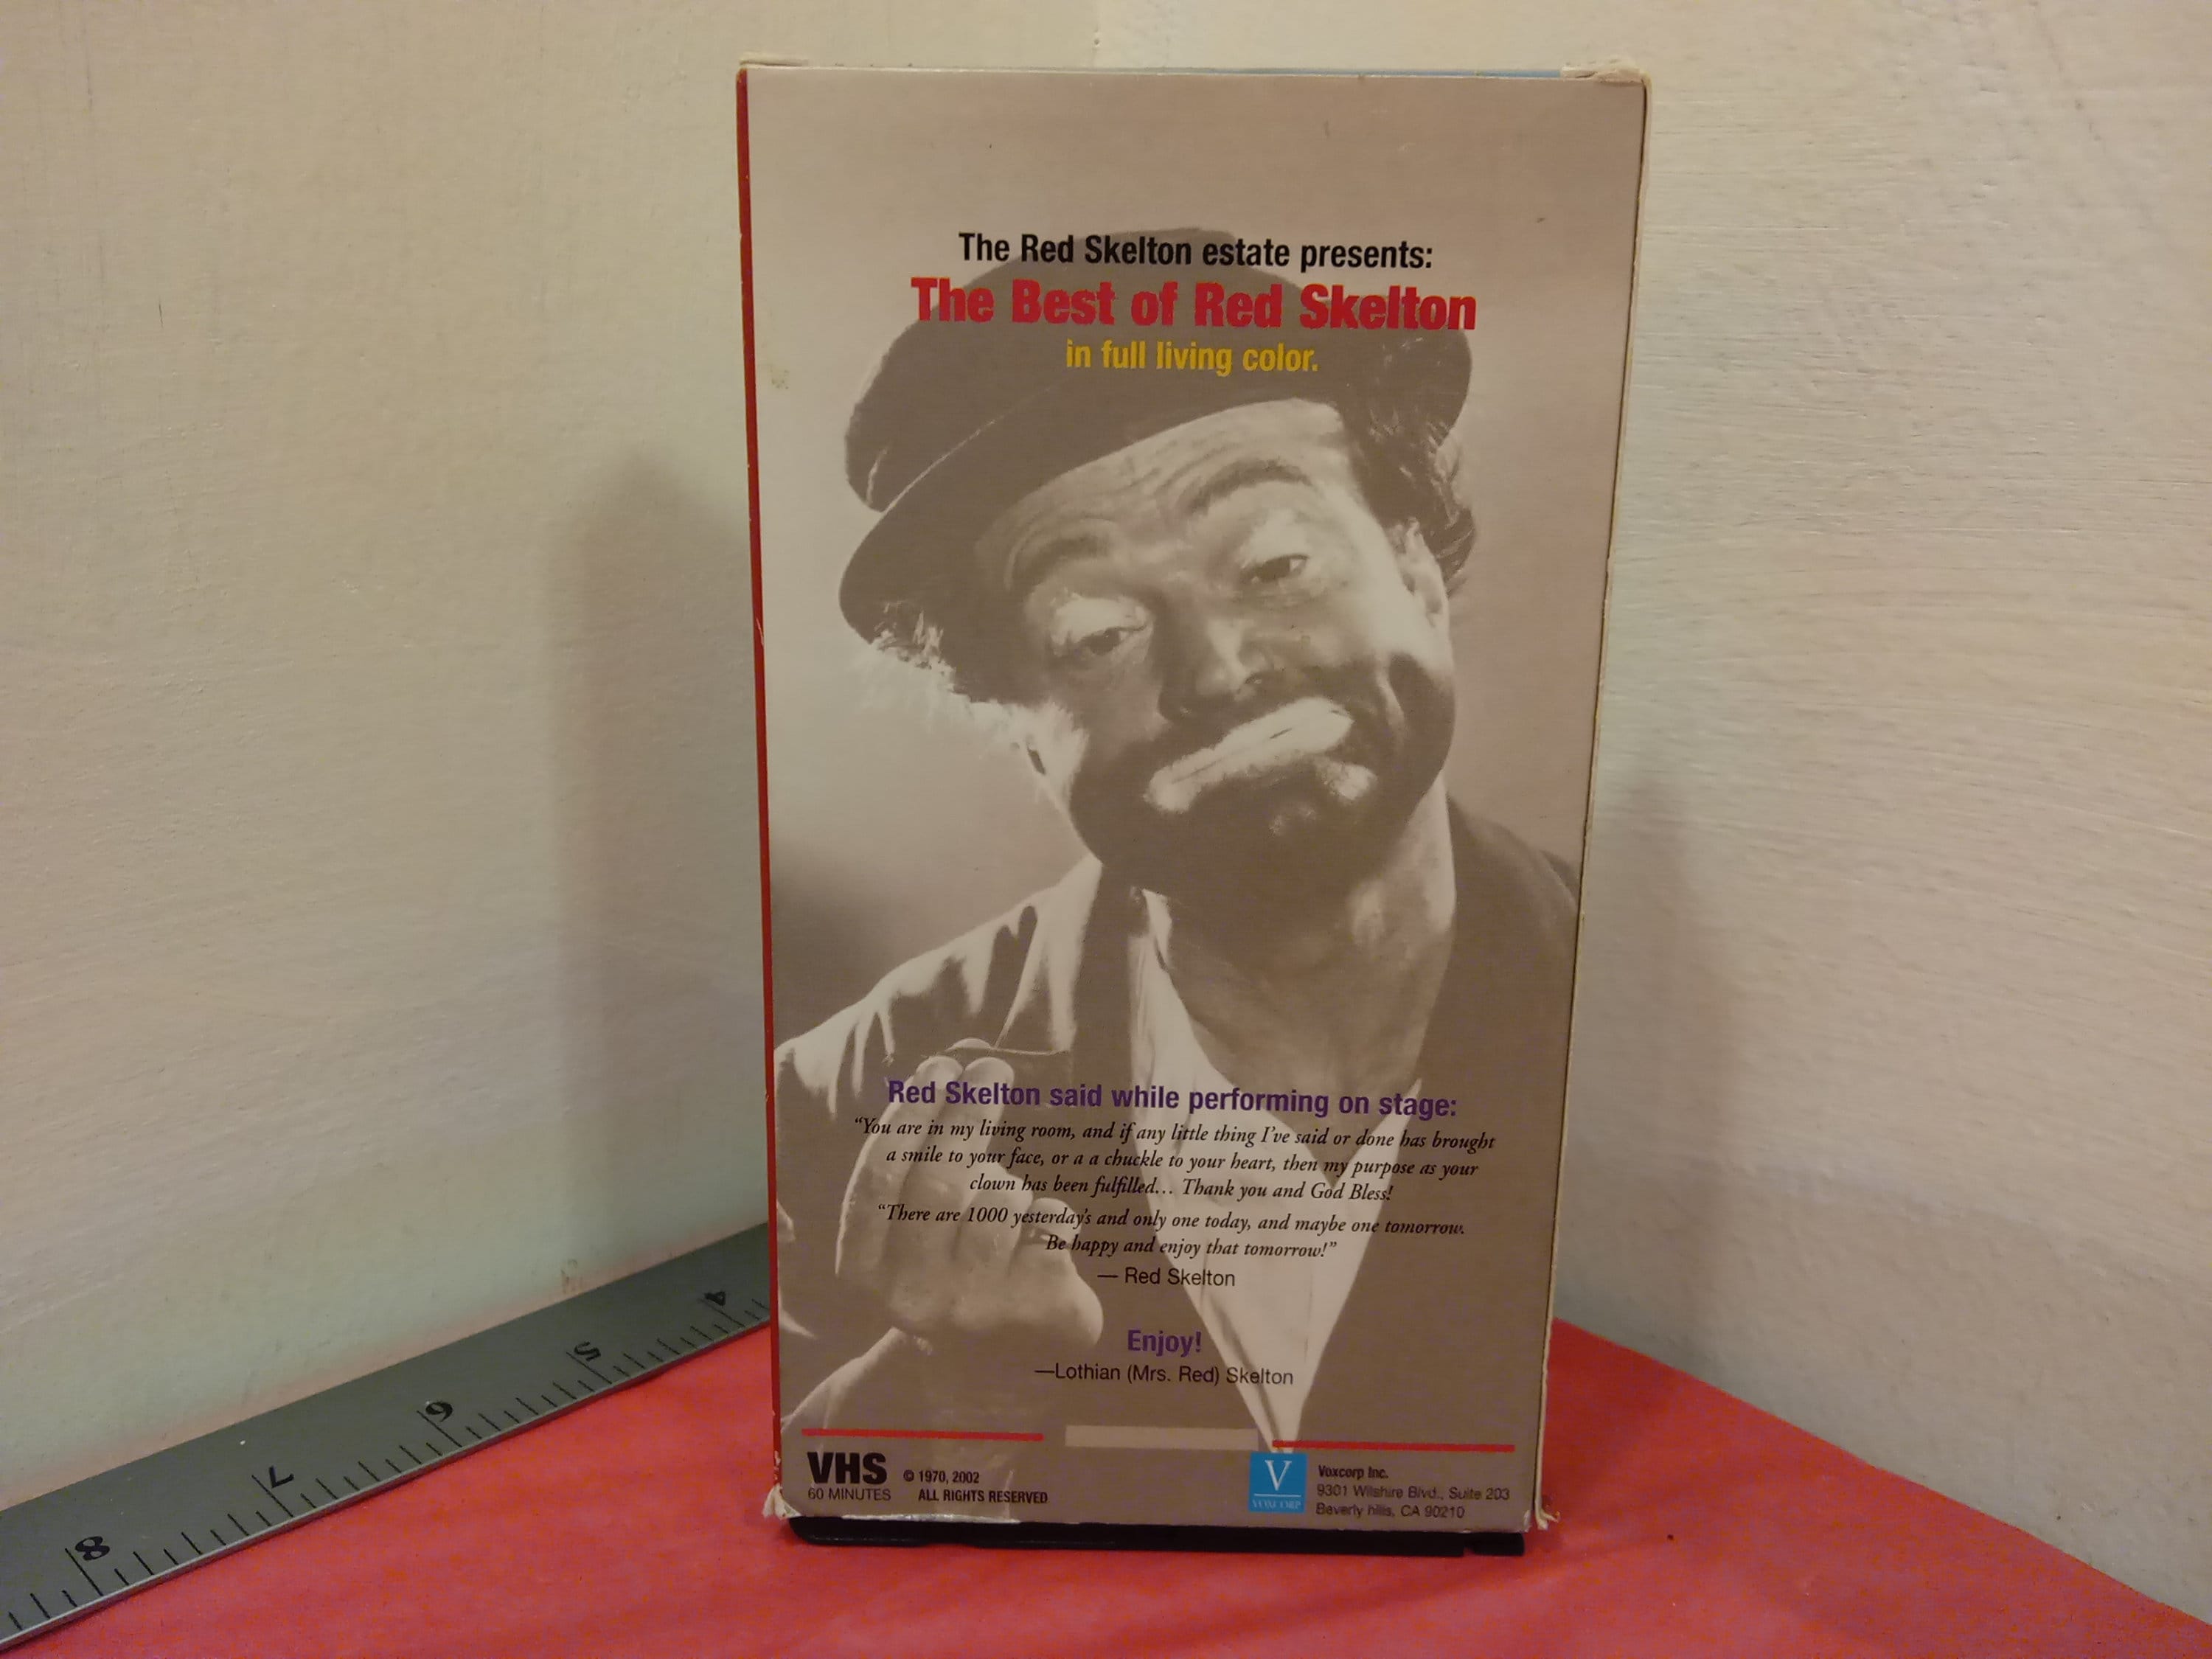 The Red Skelton estate presents:
The Best of Red Skelton
in full living color.
Red Skelton said while performing on stage:
“You are in my living room, and if any little thing I’ve said or done has brought
a smile to your face, or a a chuckle to your heart, then my purpose as your
clown has been fulfilled… Thank you and God Bless!
“There are 1000 yesterday’s and only one today, and maybe one tomorrow.
Be happy and enjoy that tomorrow!”
— Red Skelton
Enjoy!
—Lothian (Mrs. Red) Skelton
VHS
60 MINUTES
© 1970, 2002
ALL RIGHTS RESERVED
V
VOXCORP
Voxcorp Inc.
9301 Wilshire Blvd., Suite 203
Beverly hills, CA 90210
4
5
6
7
8